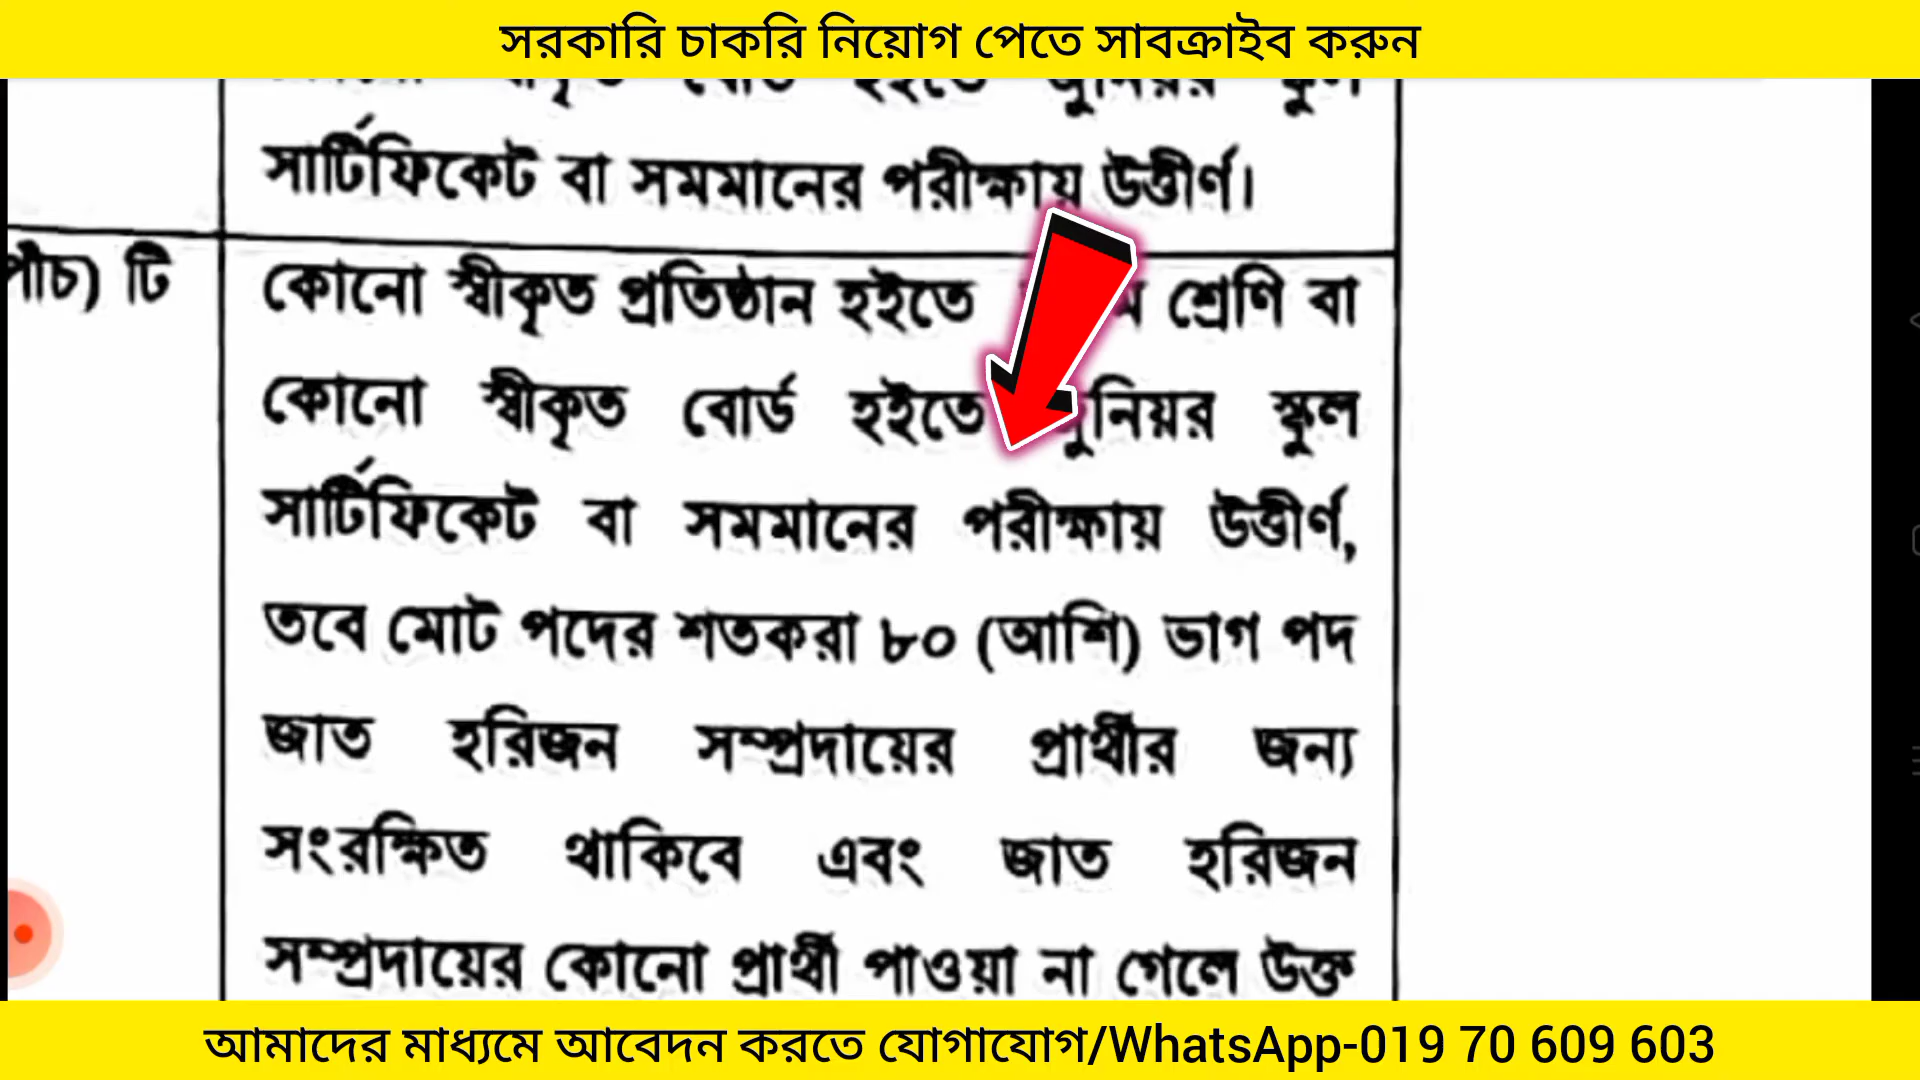 সরকারি চাকরি নিয়োগ পেতে সাবক্রাইব করুন
সার্টিফিকেট বা সমমানের পরীক্ষায় উত্তীর্ণ।
পাঁচ) টি
কোনো স্বীকৃত প্রতিষ্ঠান হইতে শ্রেণি বা
কোনো স্বীকৃত বোর্ড হইতে জুনিয়র স্কুল
সার্টিফিকেট বা সমমানের পরীক্ষায় উত্তীর্ণ,
তবে মোট পদের শতকরা ৮০ (আশি) ভাগ পদ
জাত হরিজন সম্প্রদায়ের প্রার্থীর জন্য
সংরক্ষিত থাকিবে এবং জাত হরিজন
সম্প্রদায়ের কোনো প্রার্থী পাওয়া না গেলে উক্ত
আমাদের মাধ্যমে আবেদন করতে যোগাযোগ/WhatsApp-019 70 609 603